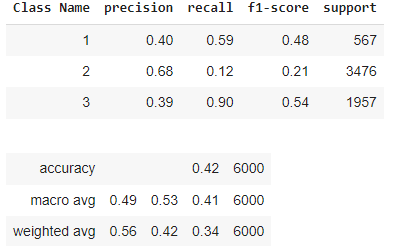 Class Name precision recall f1-score support
1 0.40 0.59 0.48 567
2 0.68 0.12 0.21 3476
3 0.39 0.90 0.54 1957
accuracy 0.42 6000
macro avg 0.49 0.53 0.41 6000
weighted avg 0.56 0.42 0.34 6000